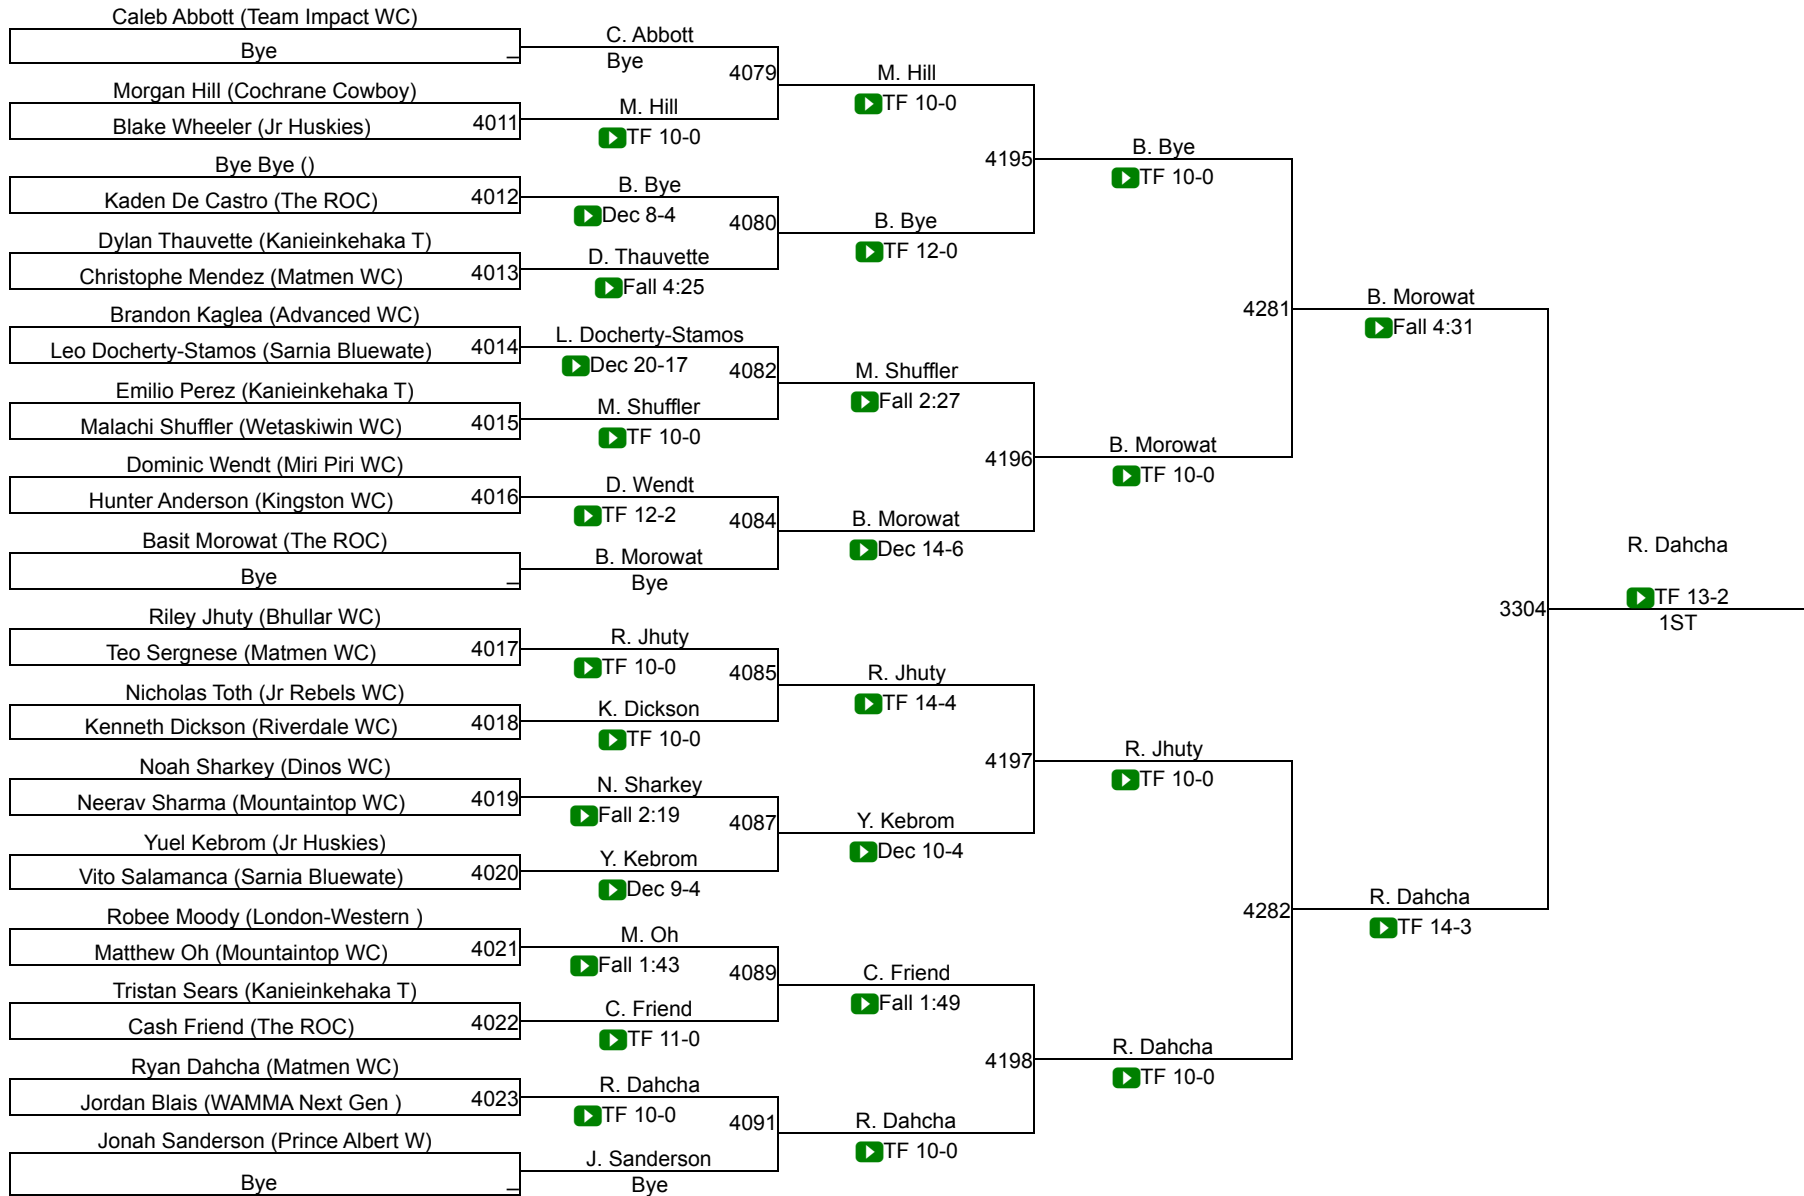 Caleb Abbott (Team Impact WC)
Bye
Morgan Hill (Cochrane Cowboy)
Blake Wheeler (Jr Huskies) 4011
Bye Bye ()
Kaden De Castro (The ROC) 4012
Dylan Thauvette (Kanieinkehaka T)
Christophe Mendez (Matmen WC) 4013
Brandon Kaglea (Advanced WC)
Leo Docherty-Stamos (Sarnia Bluewate) 4014
Emilio Perez (Kanieinkehaka T)
Malachi Shuffler (Wetaskiwin WC) 4015
Dominic Wendt (Miri Piri WC)
Hunter Anderson (Kingston WC) 4016
Basit Morowat (The ROC)
Bye
Riley Jhuty (Bhullar WC)
Teo Sergnese (Matmen WC) 4017
Nicholas Toth (Jr Rebels WC)
Kenneth Dickson (Riverdale WC) 4018
Noah Sharkey (Dinos WC)
Neerav Sharma (Mountaintop WC) 4019
Yuel Kebrom (Jr Huskies)
Vito Salamanca (Sarnia Bluewate) 4020
Robee Moody (London-Western )
Matthew Oh (Mountaintop WC) 4021
Tristan Sears (Kanieinkehaka T)
Cash Friend (The ROC) 4022
Ryan Dahcha (Matmen WC)
Jordan Blais (WAMMA Next Gen ) 4023
Jonah Sanderson (Prince Albert W)
Bye
C. Abbott
Bye
4079
M. Hill
TF 10-0
B. Bye
Dec 8-4
4080
D. Thauvette
Fall 4:25
L. Docherty-Stamos
Dec 20-17
4082
M. Shuffler
TF 10-0
D. Wendt
TF 12-2
4084
B. Morowat
Bye
R. Jhuty
TF 10-0
4085
K. Dickson
TF 10-0
N. Sharkey
Fall 2:19
4087
Y. Kebrom
Dec 9-4
M. Oh
Fall 1:43
4089
C. Friend
TF 11-0
R. Dahcha
TF 10-0
4091
J. Sanderson
Bye
M. Hill
TF 10-0
4195
B. Bye
TF 12-0
M. Shuffler
Fall 2:27
4196
B. Morowat
Dec 14-6
R. Jhuty
TF 14-4
4197
Y. Kebrom
Dec 10-4
C. Friend
Fall 1:49
4198
R. Dahcha
TF 10-0
B. Bye
TF 10-0
4281
B. Morowat
TF 10-0
R. Jhuty
TF 10-0
4282
R. Dahcha
TF 10-0
B. Morowat
Fall 4:31
3304
R. Dahcha
TF 14-3
R. Dahcha
TF 13-2
1ST